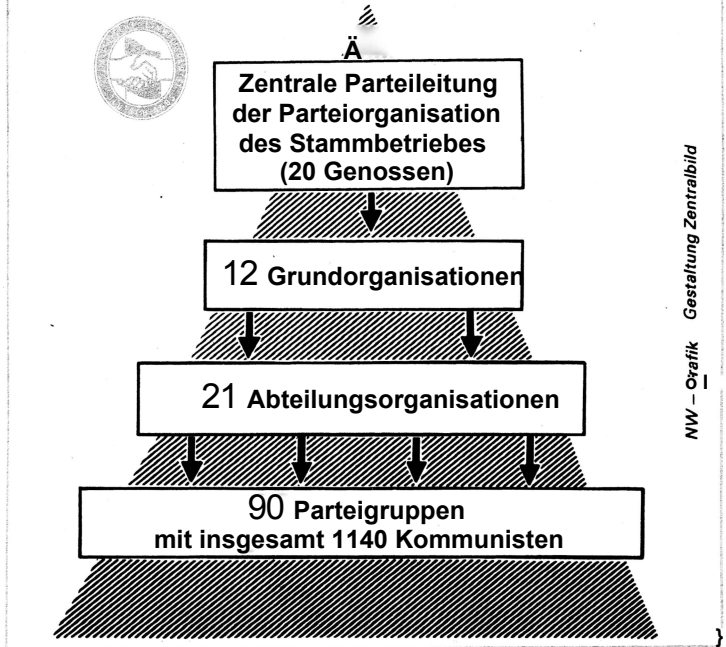 Ä
Zentrale Parteileitung
der Parteiorganisation
des Stammbetriebes
(20 Genossen)
12 Grundorganisationen
21 Abteilungsorganisationen
90 Parteigruppen
mit insgesamt 1140 Kommunisten
NW – Grafik Gestaltung Zentralbild
}